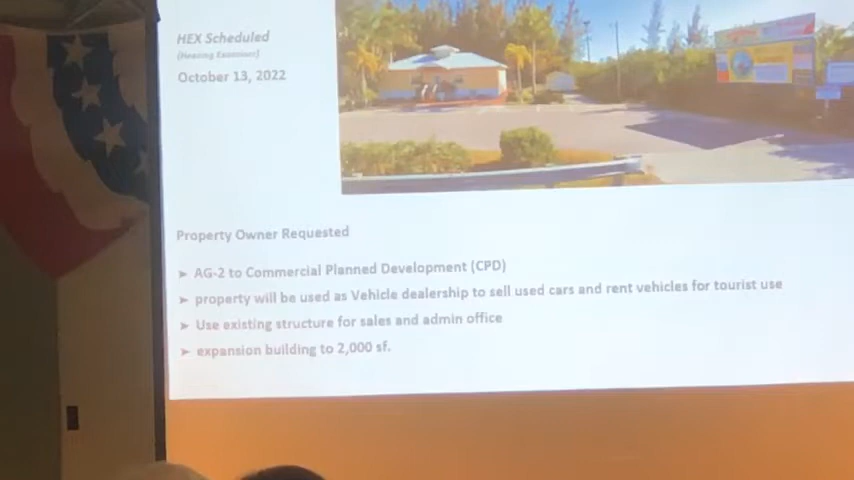 HEX Scheduled
(Hearing Examiner)
October 13, 2022
Property Owner Requested
➤ AG-2 to Commercial Planned Development (CPD)
➤ property will be used as Vehicle dealership to sell used cars and rent vehicles for tourist use
➤ Use existing structure for sales and admin office
➤ expansion building to 2,000 sf.